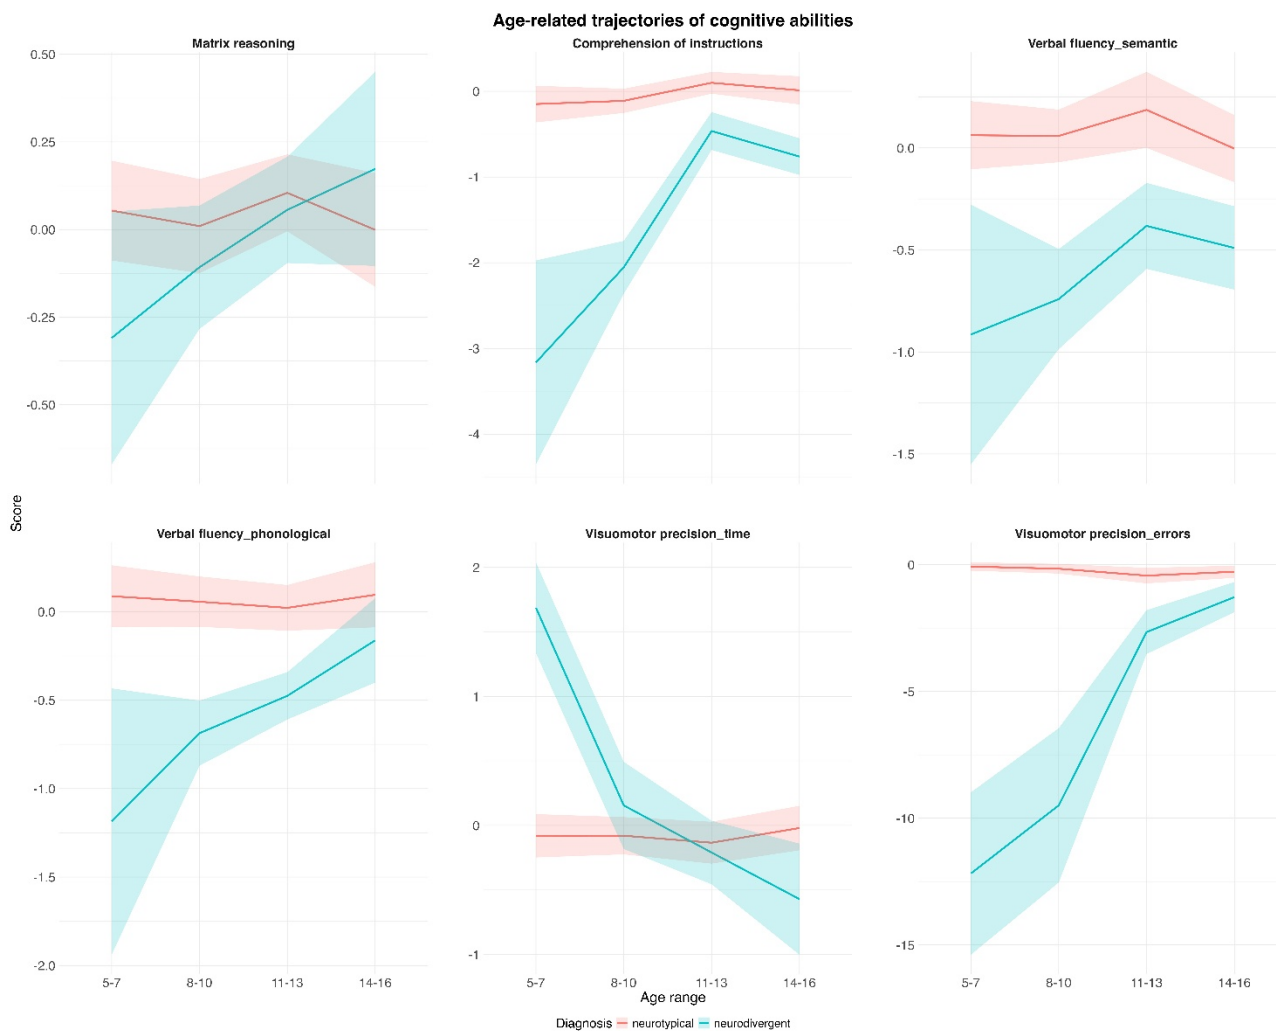 Age-related trajectories of cognitive abilities
Matrix reasoning
Comprehension of instructions
Verbal fluency_semantic
0.50
0.25
0.00
-0.25
-0.50
0
-1
-2
-3
-4
0.0
-0.5
-1.0
-1.5
Score
Verbal fluency_phonological
Visuomotor precision_time
Visuomotor precision_errors
0.0
-0.5
-1.0
-1.5
-2.0
2
1
0
-1
0
-5
-10
-15
5-7 8-10 11-13 14-16
5-7 8-10 11-13 14-16
5-7 8-10 11-13 14-16
Age range
Diagnosis neurotypical neurodivergent